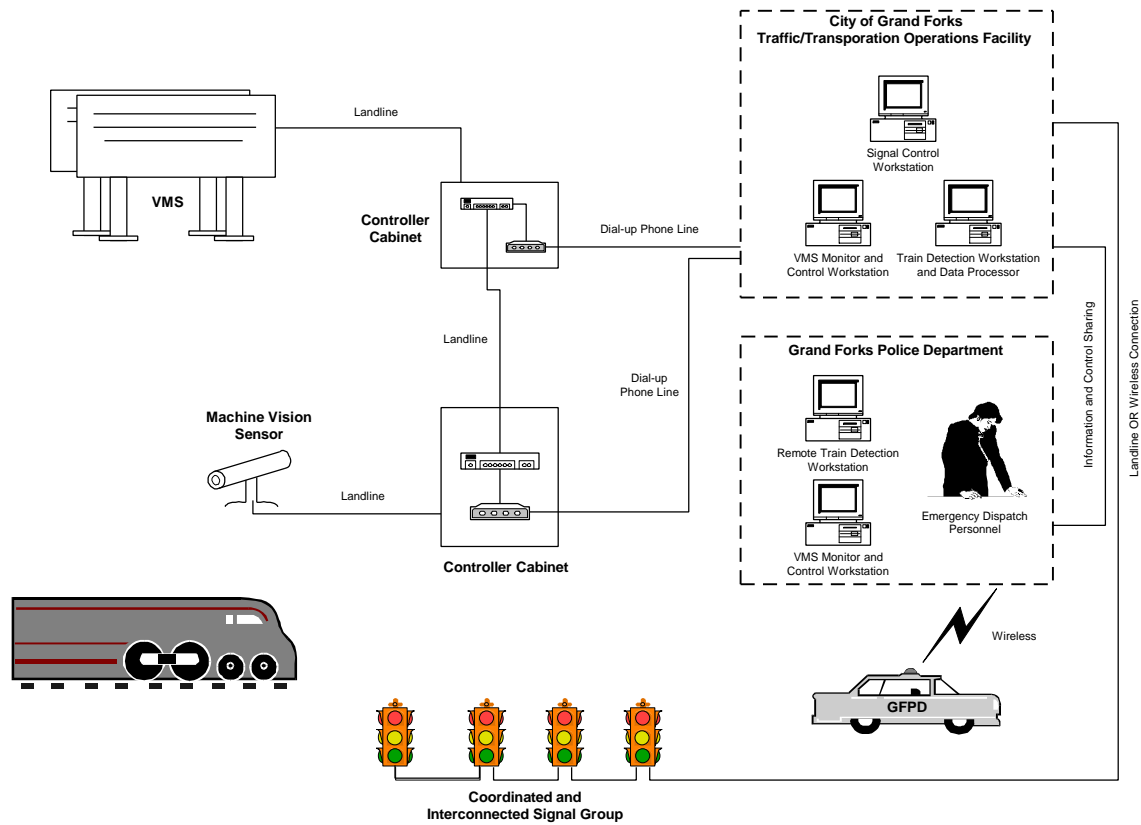 City of Grand Forks
Traffic/Transporation Operations Facility
Signal Control
Workstation
VMS Monitor and
Control Workstation
Train Detection Workstation
and Data Processor
Landline
VMS
Controller
Cabinet
Dial-up Phone Line
Landline
Dial-up
Phone Line
Grand Forks Police Department
Remote Train Detection
Workstation
VMS Monitor and
Control Workstation
Emergency Dispatch
Personnel
Information and Control Sharing
Landline OR Wireless Connection
Machine Vision
Sensor
Landline
Controller Cabinet
Wireless
GFPD
Coordinated and
Interconnected Signal Group